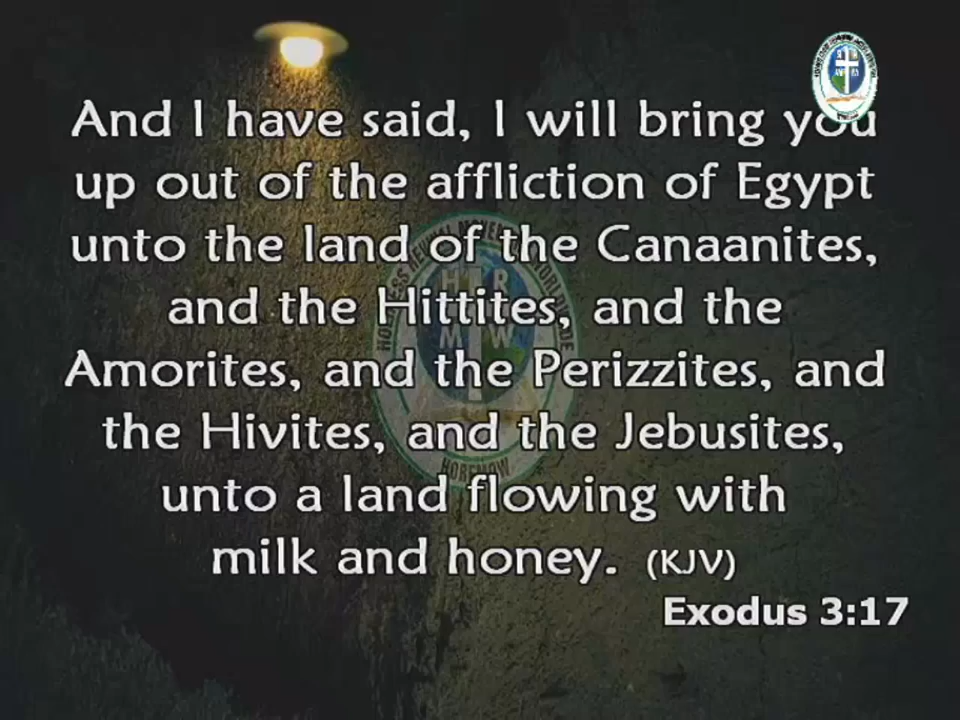 And I have said, I will bring you
up out of the affliction of Egypt
unto the land of the Canaanites,
and the Hittites, and the
Amorites, and the Perizzites, and
the Hivites, and the Jebusites,
unto a land flowing with
milk and honey. (KJV)
Exodus 3:17
H R
M W
HOREMOW